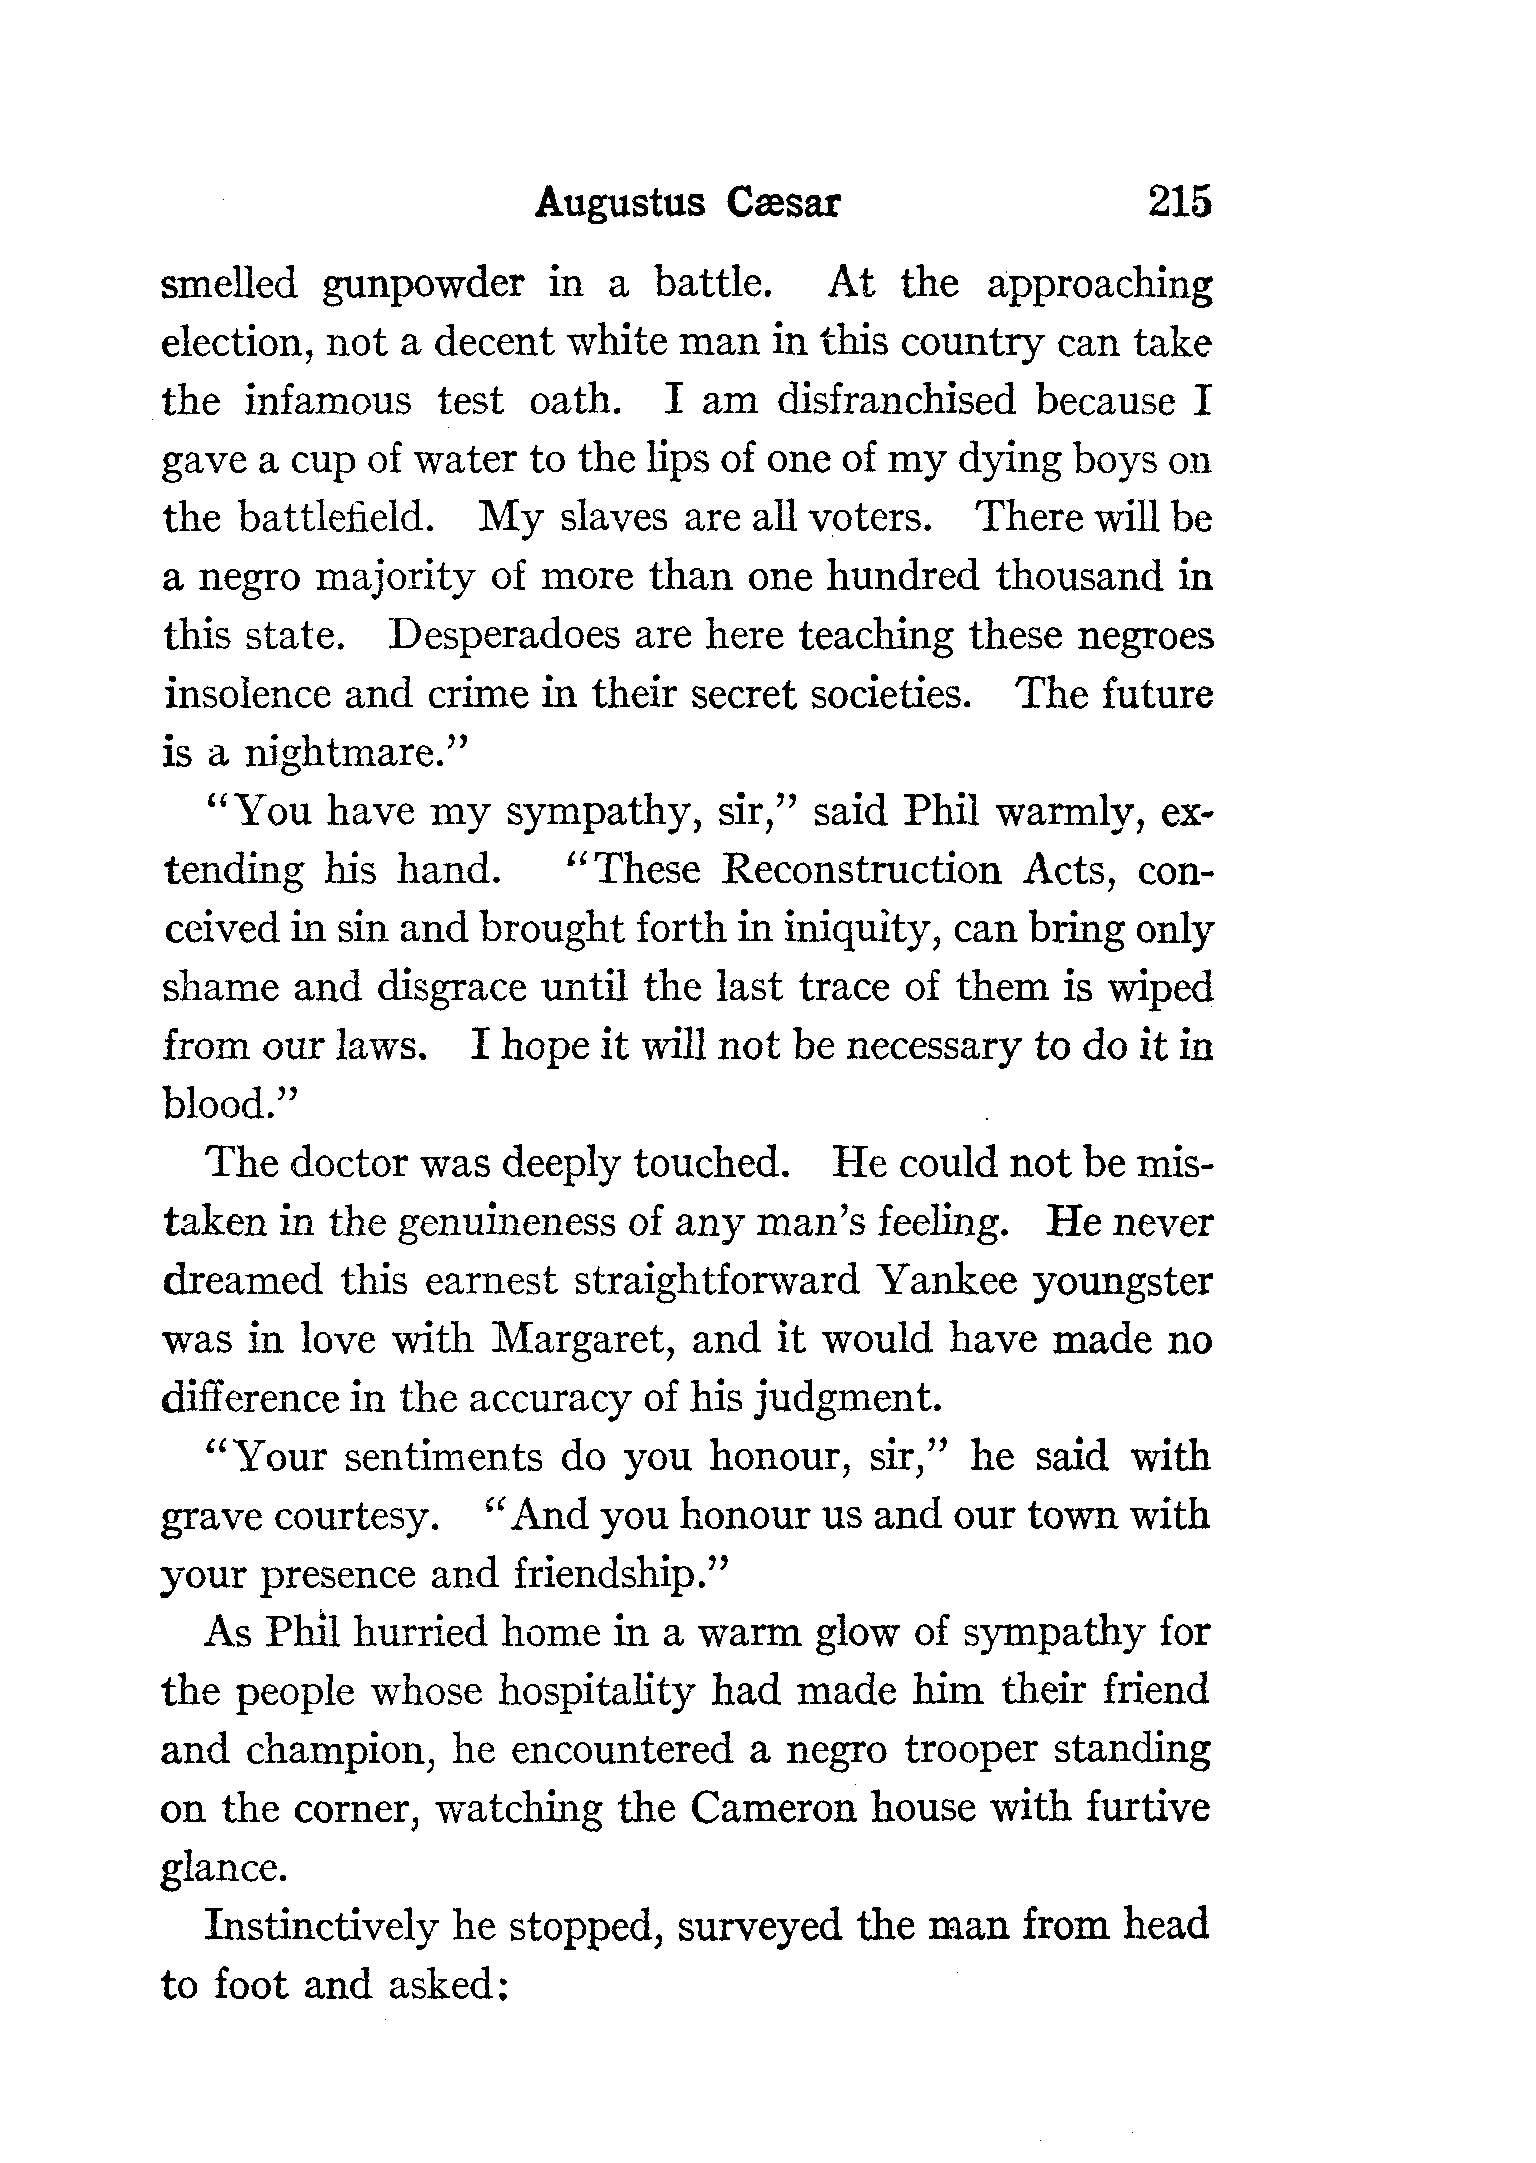 Augustus Cæsar 215
smelled gunpowder in a battle. At the approaching
election, not a decent white man in this country can take
the infamous test oath. I am disfranchised because I
gave a cup of water to the lips of one of my dying boys on
the battlefield. My slaves are all voters. There will be
a negro majority of more than one hundred thousand in
this state. Desperadoes are here teaching these negroes
insolence and crime in their secret societies. The future
is a nightmare.”
“You have my sympathy, sir,” said Phil warmly, ex-
tending his hand. “These Reconstruction Acts, con-
ceived in sin and brought forth in iniquity, can bring only
shame and disgrace until the last trace of them is wiped
from our laws. I hope it will not be necessary to do it in
blood.”
The doctor was deeply touched. He could not be mis-
taken in the genuineness of any man’s feeling. He never
dreamed this earnest straightforward Yankee youngster
was in love with Margaret, and it would have made no
difference in the accuracy of his judgment.
“Your sentiments do you honour, sir,” he said with
grave courtesy. “And you honour us and our town with
your presence and friendship.”
As Phil hurried home in a warm glow of sympathy for
the people whose hospitality had made him their friend
and champion, he encountered a negro trooper standing
on the corner, watching the Cameron house with furtive
glance.
Instinctively he stopped, surveyed the man from head
to foot and asked: